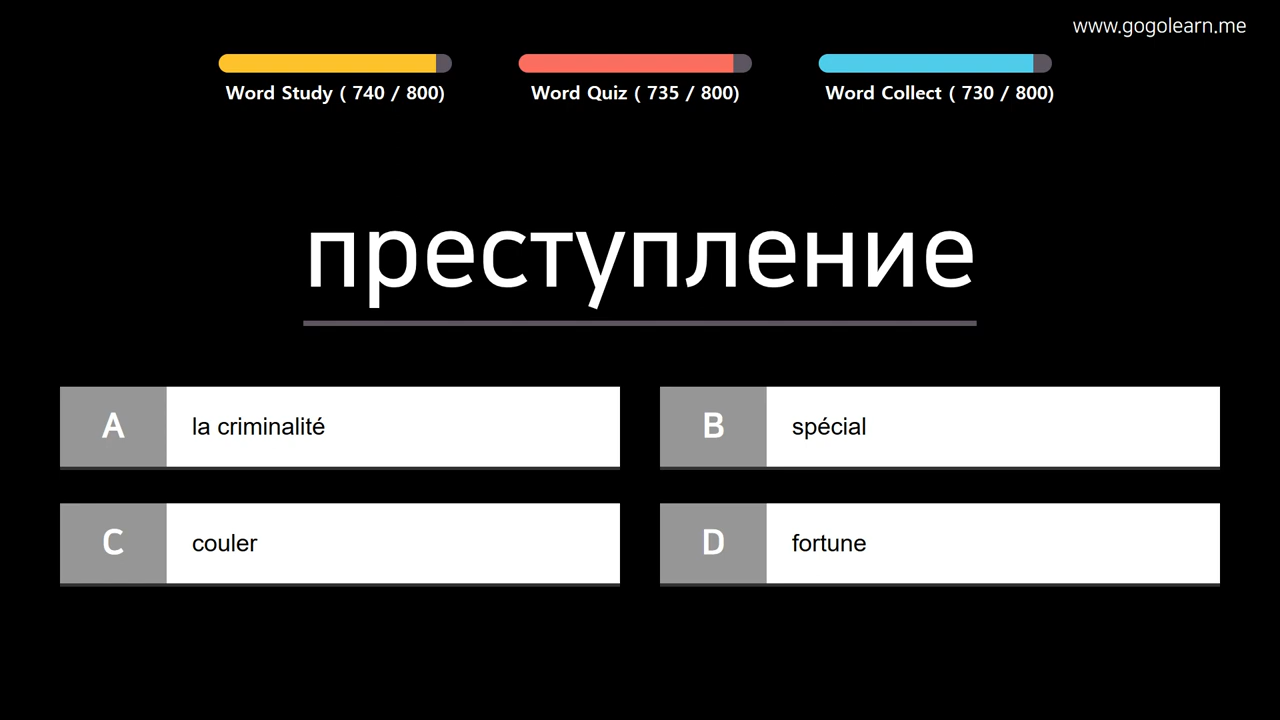 www.gogolearn.me
Word Study ( 740 / 800)
Word Quiz ( 735 / 800)
Word Collect ( 730 / 800)
преступление
A la criminalité
B spécial
C couler
D fortune